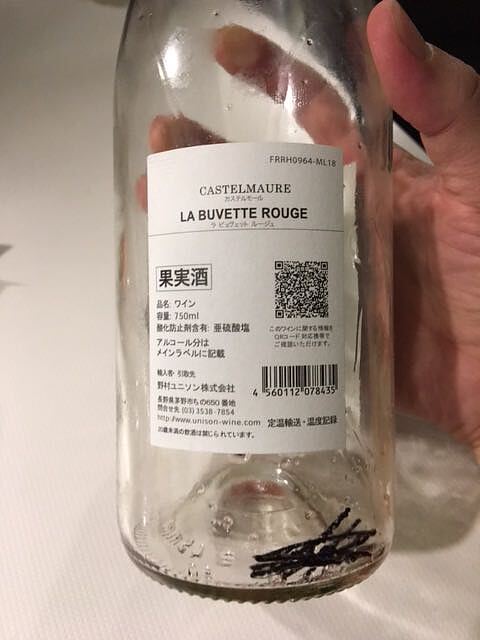 FRRH0964-ML18
CASTELMAURE
カステルモール
LA BUVETTE ROUGE
ラ ビュヴェット ルージュ
果実酒
品名: ワイン
容量: 750ml
酸化防止剤含有: 亜硫酸塩
アルコール分は
メインラベルに記載
このワインに関する情報を
QRコード対応機等で
ご確認いただけます。
輸入者・引取先
野村ユニソン株式会社
長野県茅野市ちの650番地
問合せ先 (03) 3538-7854
http://www.unison-wine.com
定温輸送・温度記録
20歳未満の飲酒は禁じられています。
4 560112 078435